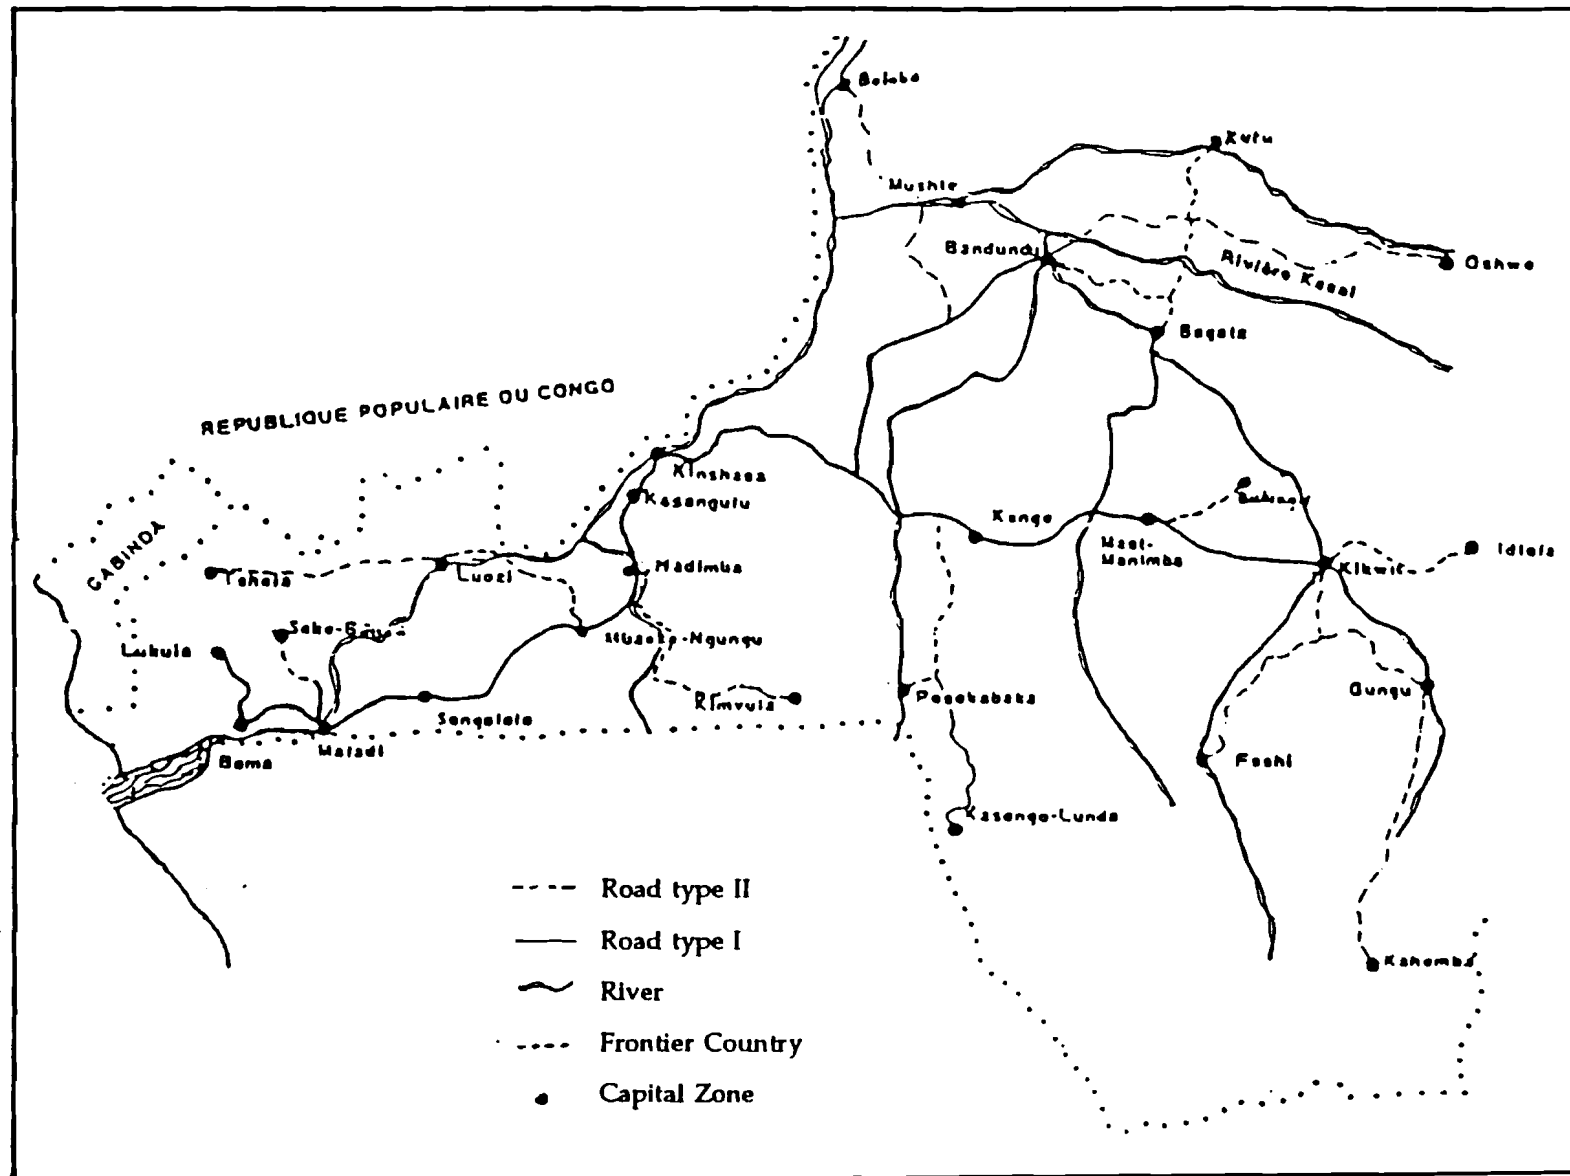 Boloba
Kutu
Mushie
Bandundu
Oshwe
Rivière Kasai
Bagata
REPUBLIQUE POPULAIRE DU CONGO
Kinshasa
Kasangulu
Kenge
CABINDA
Masi-
Manimba
Idiofa
Kikwit
Tshela
Luozi
Madimba
Lukula
Mbanza-Ngungu
Songololo
Kimvula
Popokabaka
Gungu
Boma
Matadi
Feshi
Kasongo-Lunda
Kahemba
Road type II
Road type I
River
Frontier Country
Capital Zone